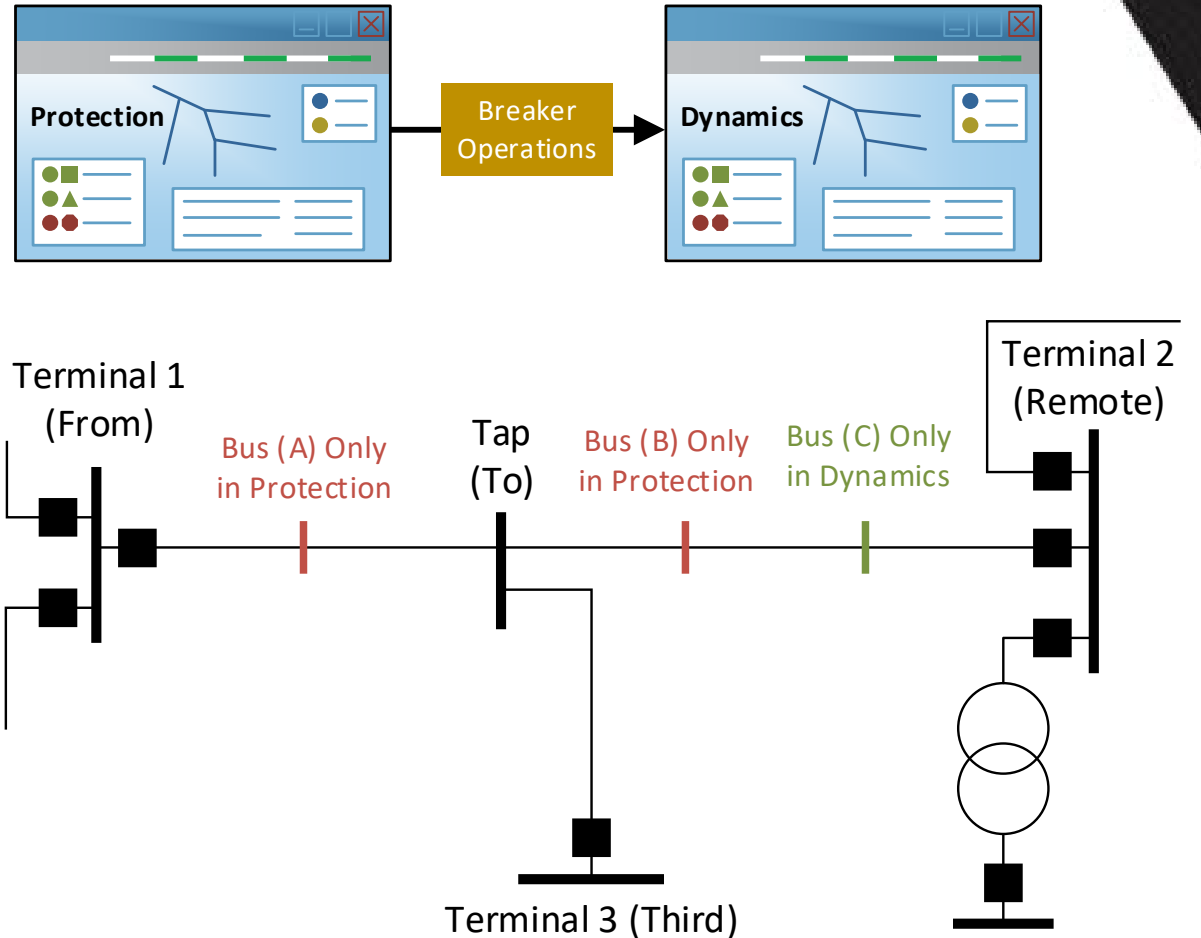 Protection
Breaker
Operations
Dynamics
Terminal 1
(From)
Bus (A) Only
in Protection
Tap
(To)
Bus (B) Only
in Protection
Bus (C) Only
in Dynamics
Terminal 2
(Remote)
Terminal 3 (Third)